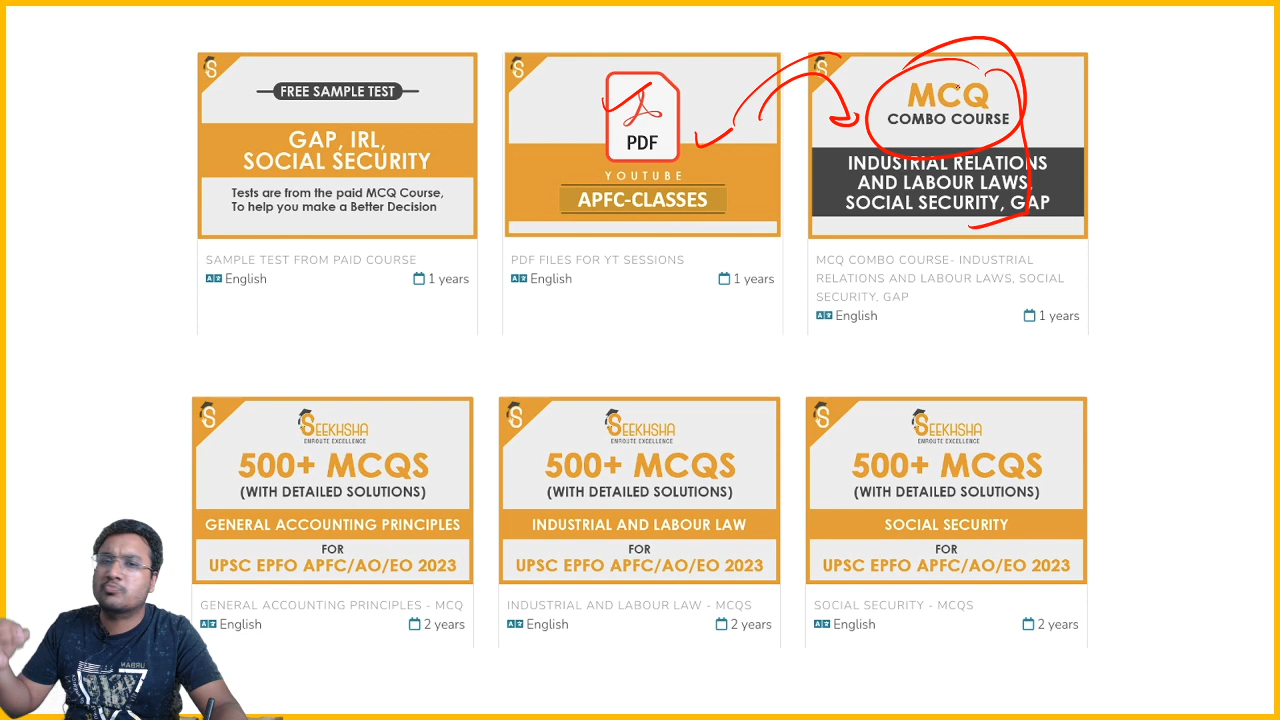 FREE SAMPLE TEST
GAP, IRL,
SOCIAL SECURITY
Tests are from the paid MCQ Course,
To help you make a Better Decision
SAMPLE TEST FROM PAID COURSE
English
1 years
PDF
YOUTUBE
APFC-CLASSES
PDF FILES FOR YT SESSIONS
English
1 years
MCQ
COMBO COURSE
INDUSTRIAL RELATIONS
AND LABOUR LAWS,
SOCIAL SECURITY, GAP
MCQ COMBO COURSE- INDUSTRIAL
RELATIONS AND LABOUR LAWS, SOCIAL
SECURITY, GAP
English
1 years
SEEKHSHA
ENROUTE EXCELLENCE
500+ MCQS
(WITH DETAILED SOLUTIONS)
GENERAL ACCOUNTING PRINCIPLES
FOR
UPSC EPFO APFC/AO/EO 2023
GENERAL ACCOUNTING PRINCIPLES - MCQ
English
2 years
SEEKHSHA
ENROUTE EXCELLENCE
500+ MCQS
(WITH DETAILED SOLUTIONS)
INDUSTRIAL AND LABOUR LAW
FOR
UPSC EPFO APFC/AO/EO 2023
INDUSTRIAL AND LABOUR LAW - MCQS
English
2 years
SEEKHSHA
ENROUTE EXCELLENCE
500+ MCQS
(WITH DETAILED SOLUTIONS)
SOCIAL SECURITY
FOR
UPSC EPFO APFC/AO/EO 2023
SOCIAL SECURITY - MCQS
English
2 years